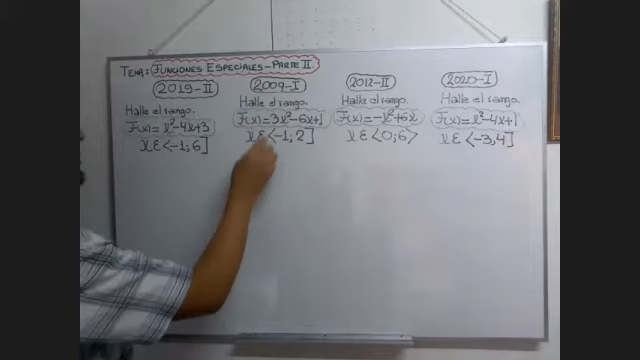 TEMA: FUNCIONES ESPECIALES-PARTE II
2019-II
Halle el rango.
F(x)=x²-4x+3
x ε <-1; 6]
2009-I
Halle el rango.
F(x)=3x²-6x+1
x ε <-1, 2]
2012-II
Halle el rango.
F(x)=-x²+6x
x ε <0; 6>
2020-I
Halle el rango.
F(x)=x²-4x+1
x ε <-3, 4]